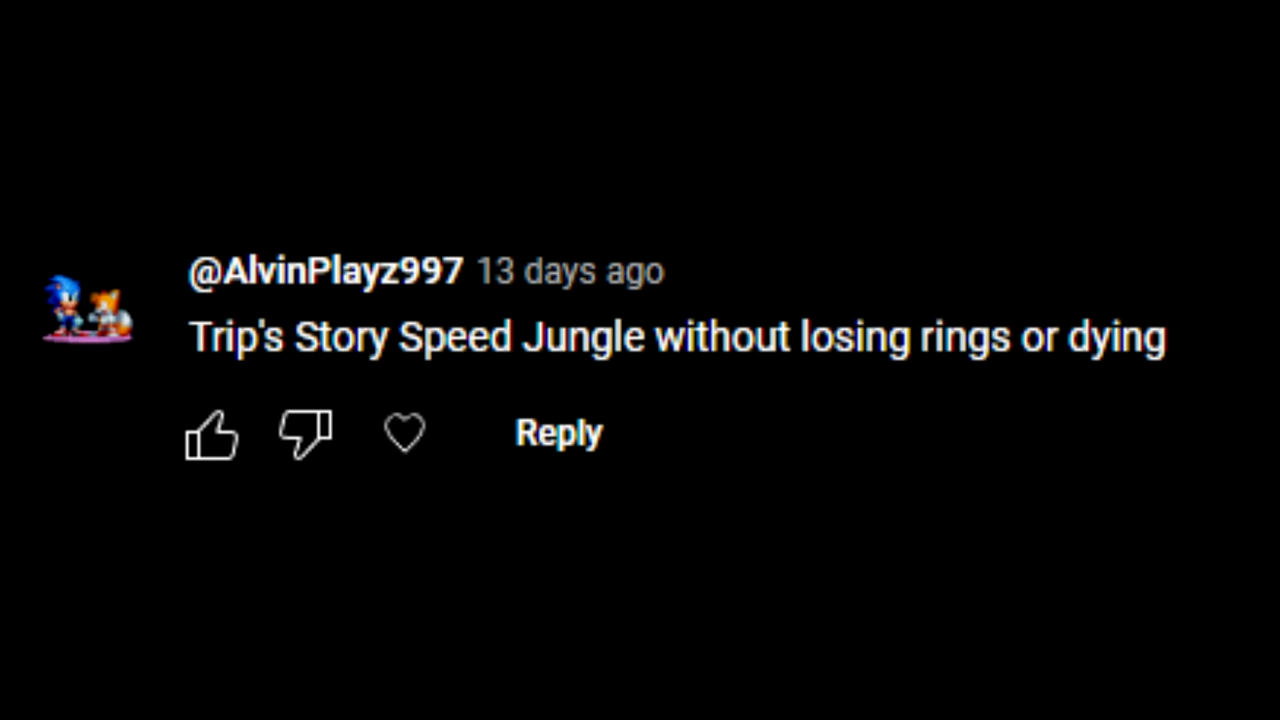 @AlvinPlayz997 13 days ago
Trip's Story Speed Jungle without losing rings or dying
Reply